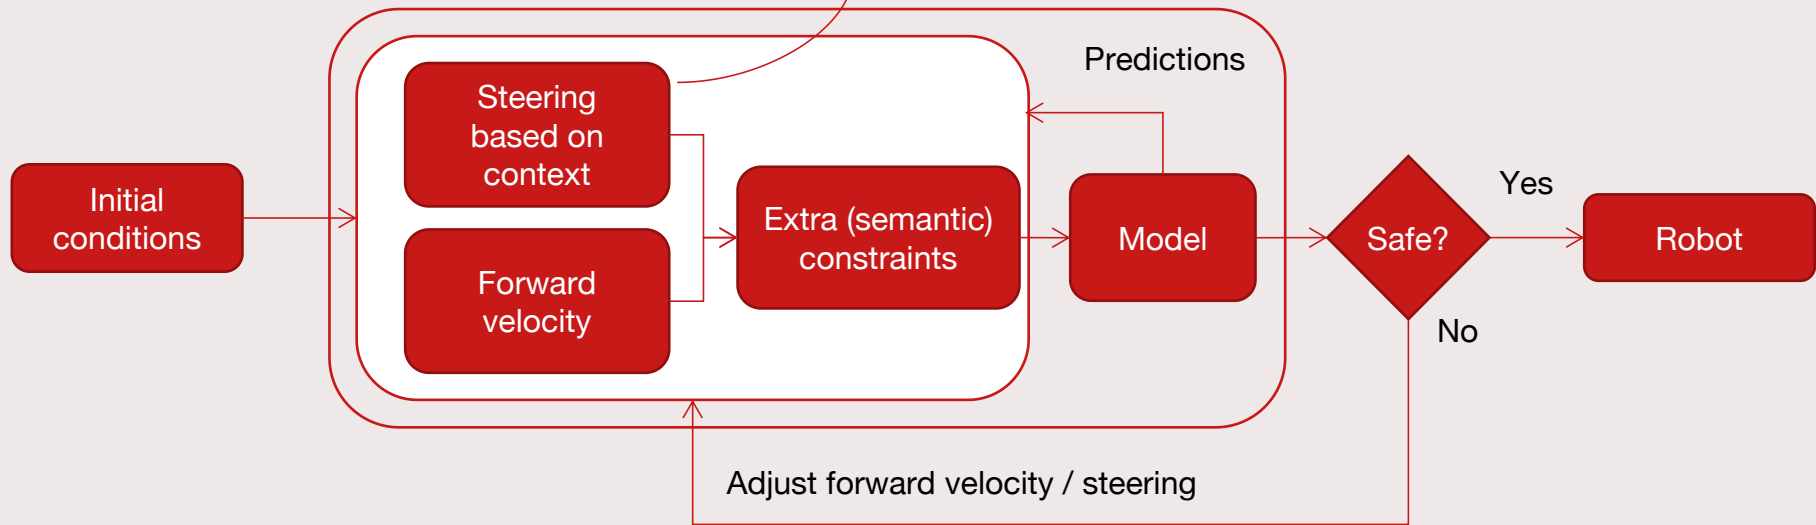 Predictions
Steering
based on
context
Initial
conditions
Extra (semantic)
constraints
Forward
velocity
Model
Safe?
Yes
Robot
No
Adjust forward velocity / steering